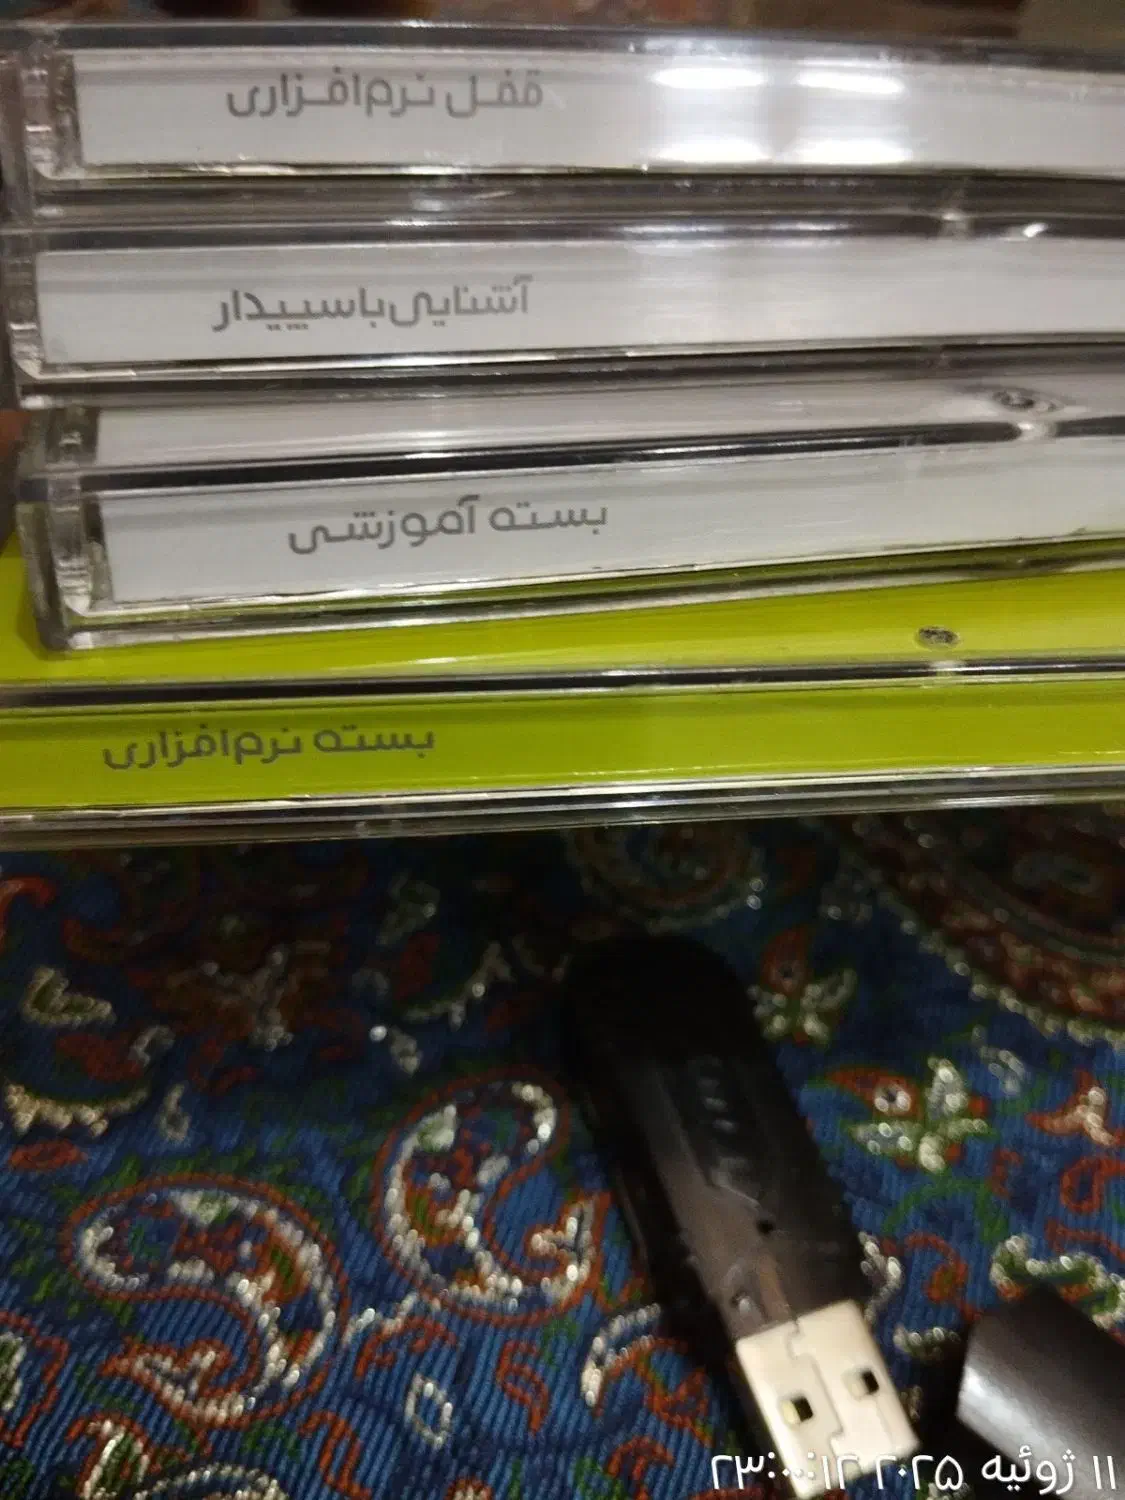 قفل نرم‌افزاری
آشنایی با سپیدار
بسته آموزشی
بسته نرم‌افزاری
۱۱ ژوئیه ۲۰۲۵ ۲۳:۰۰:۱۲